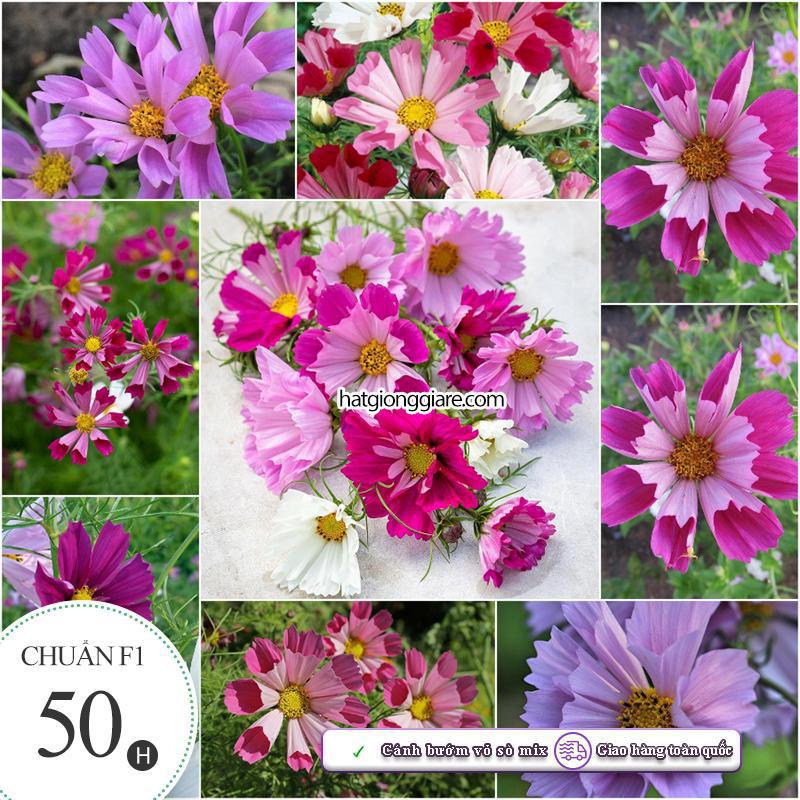 hatgionggiare.com
CHUẨN F1
50 H
✓ Cánh bướm vỏ sò mix
Giao hàng toàn quốc